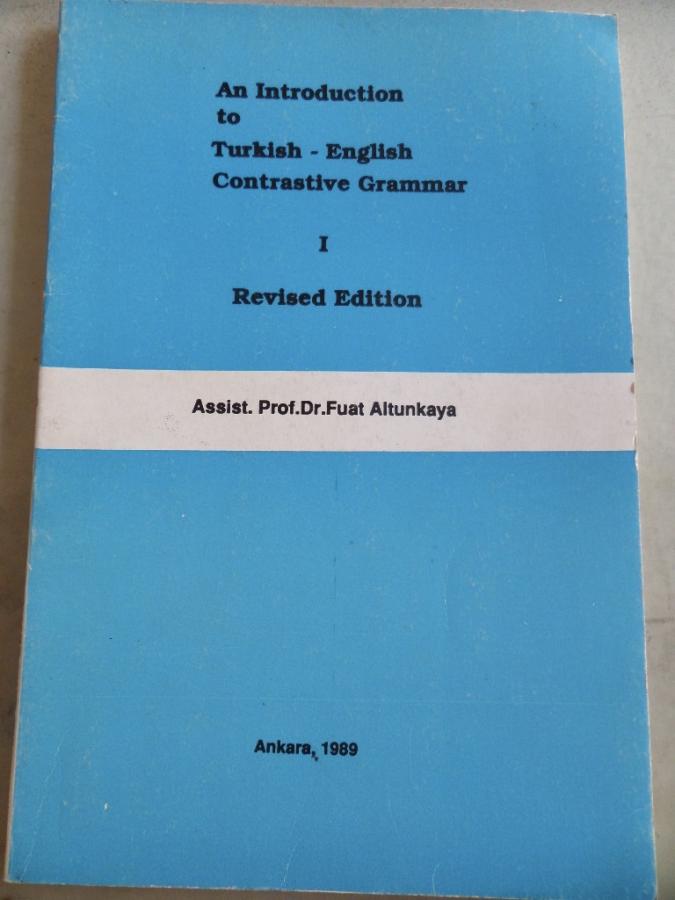 An Introduction
to
Turkish - English
Contrastive Grammar
I
Revised Edition
Assist. Prof.Dr.Fuat Altunkaya
Ankara, 1989